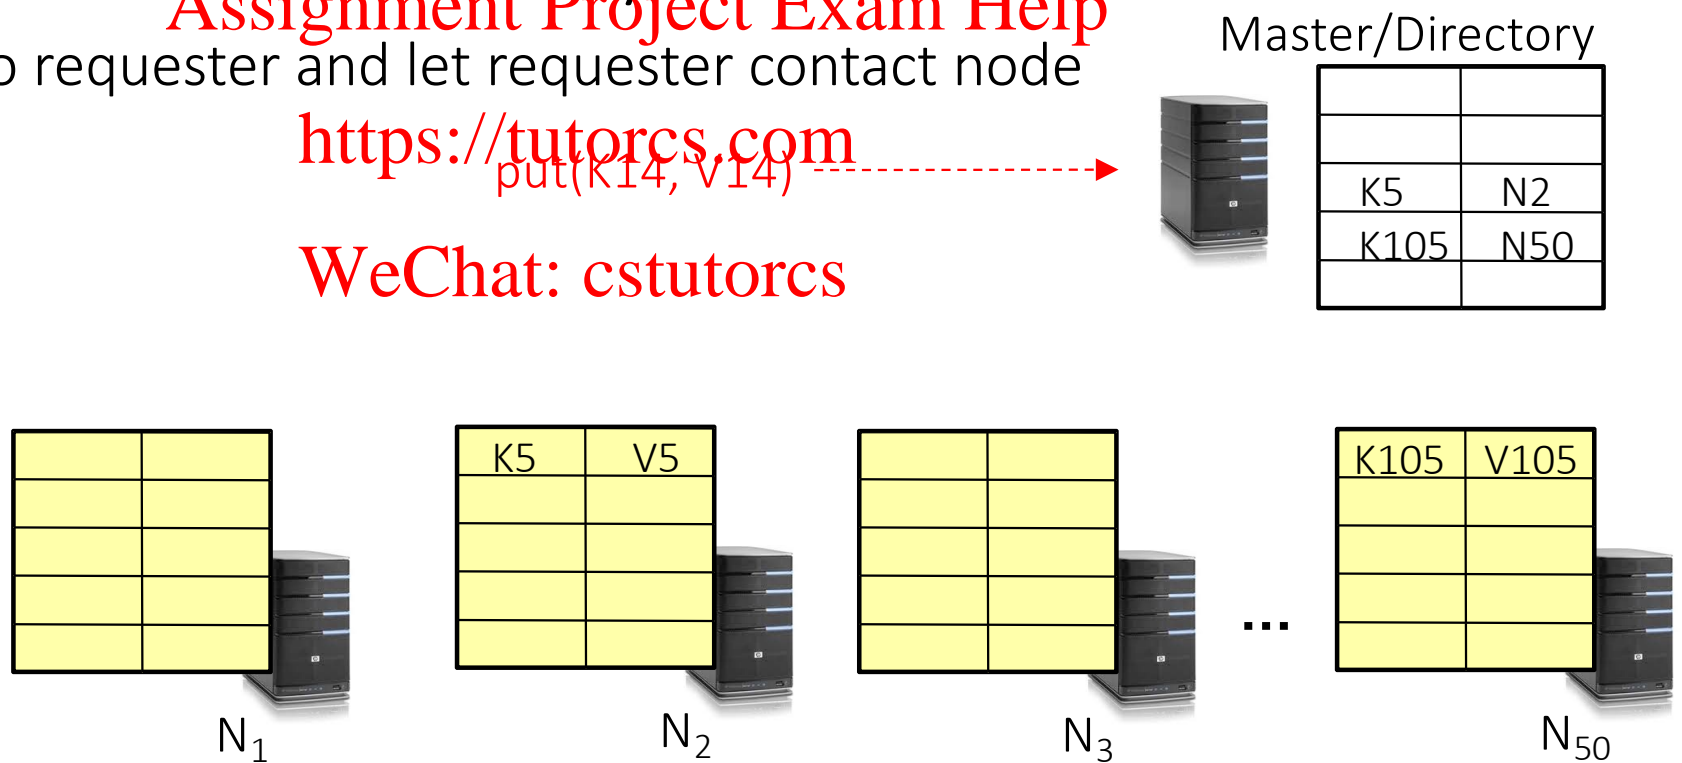 Assignment Project Exam Help
requester and let requester contact node
Master/Directory
https://tutorcs.com
put(K14, V14)
K5 N2
K105 N50
WeChat: cstutorcs
K5 V5
K105 V105
...
N1
N2
N3
N50